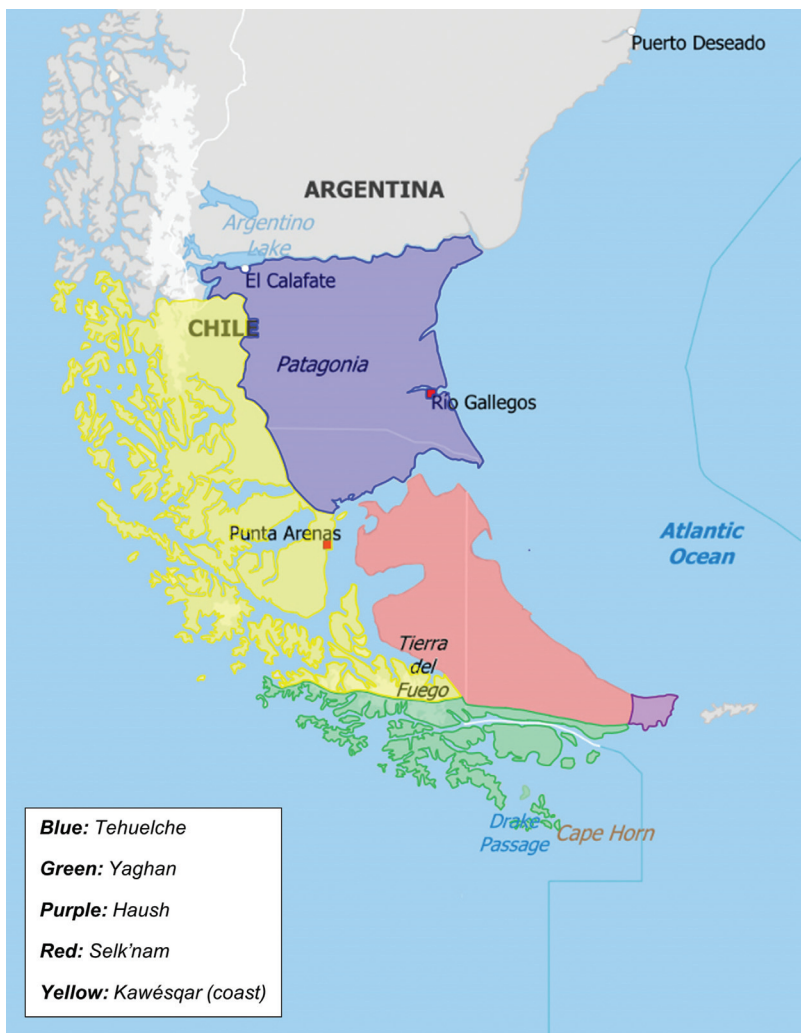 Puerto Deseado
ARGENTINA
Argentino
Lake
El Calafate
CHILE
Patagonia
Río Gallegos
Punta Arenas
Atlantic
Ocean
Tierra
del
Fuego
Drake
Passage
Cape Horn
Blue: Tehuelche
Green: Yaghan
Purple: Haush
Red: Selk’nam
Yellow: Kawésqar (coast)